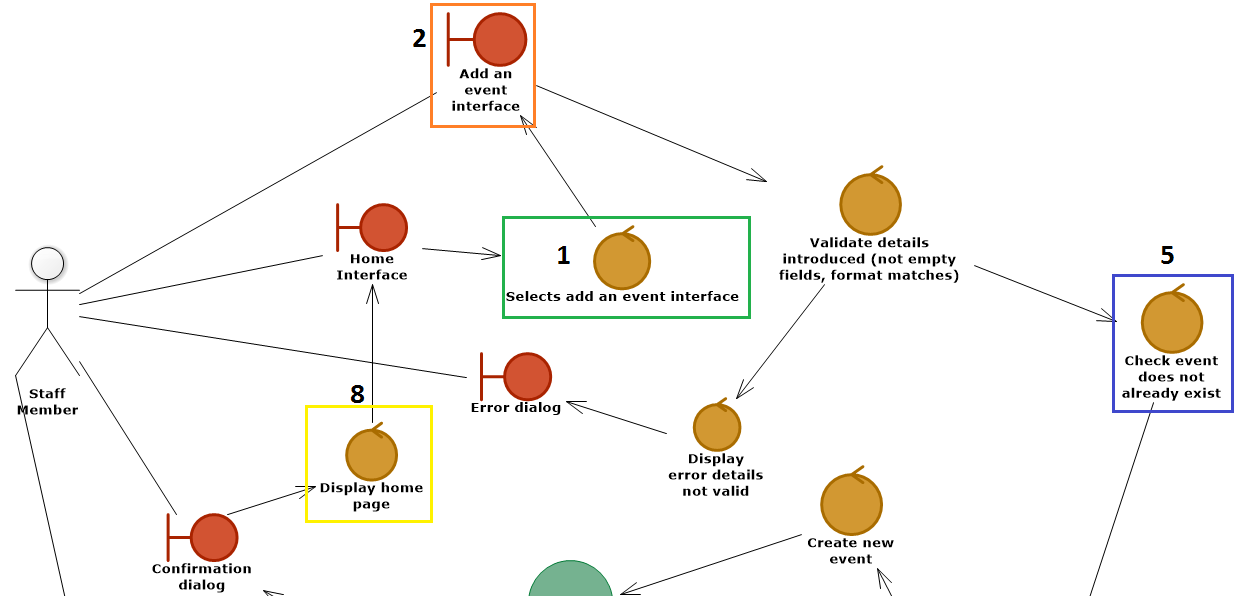 2
Add an
event
interface
Home
Interface
1
Selects add an event interface
Validate details
introduced (not empty
fields, format matches)
5
Check event
does not
already exist
Staff
Member
8
Error dialog
Display home
page
Display
error details
not valid
Create new
event
Confirmation
dialog